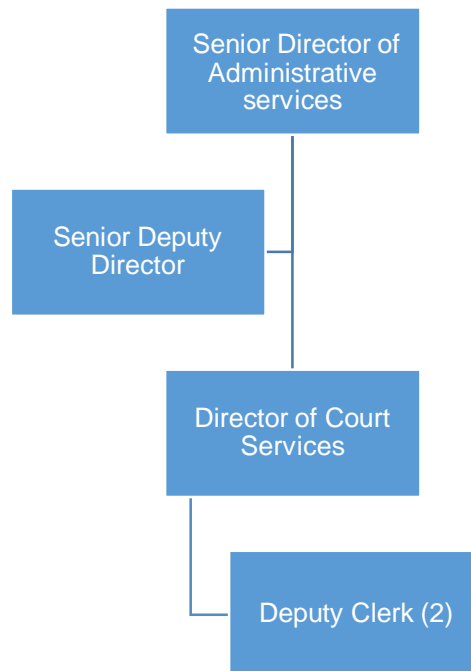 Senior Director of
Administrative
services
Senior Deputy
Director
Director of Court
Services
Deputy Clerk (2)